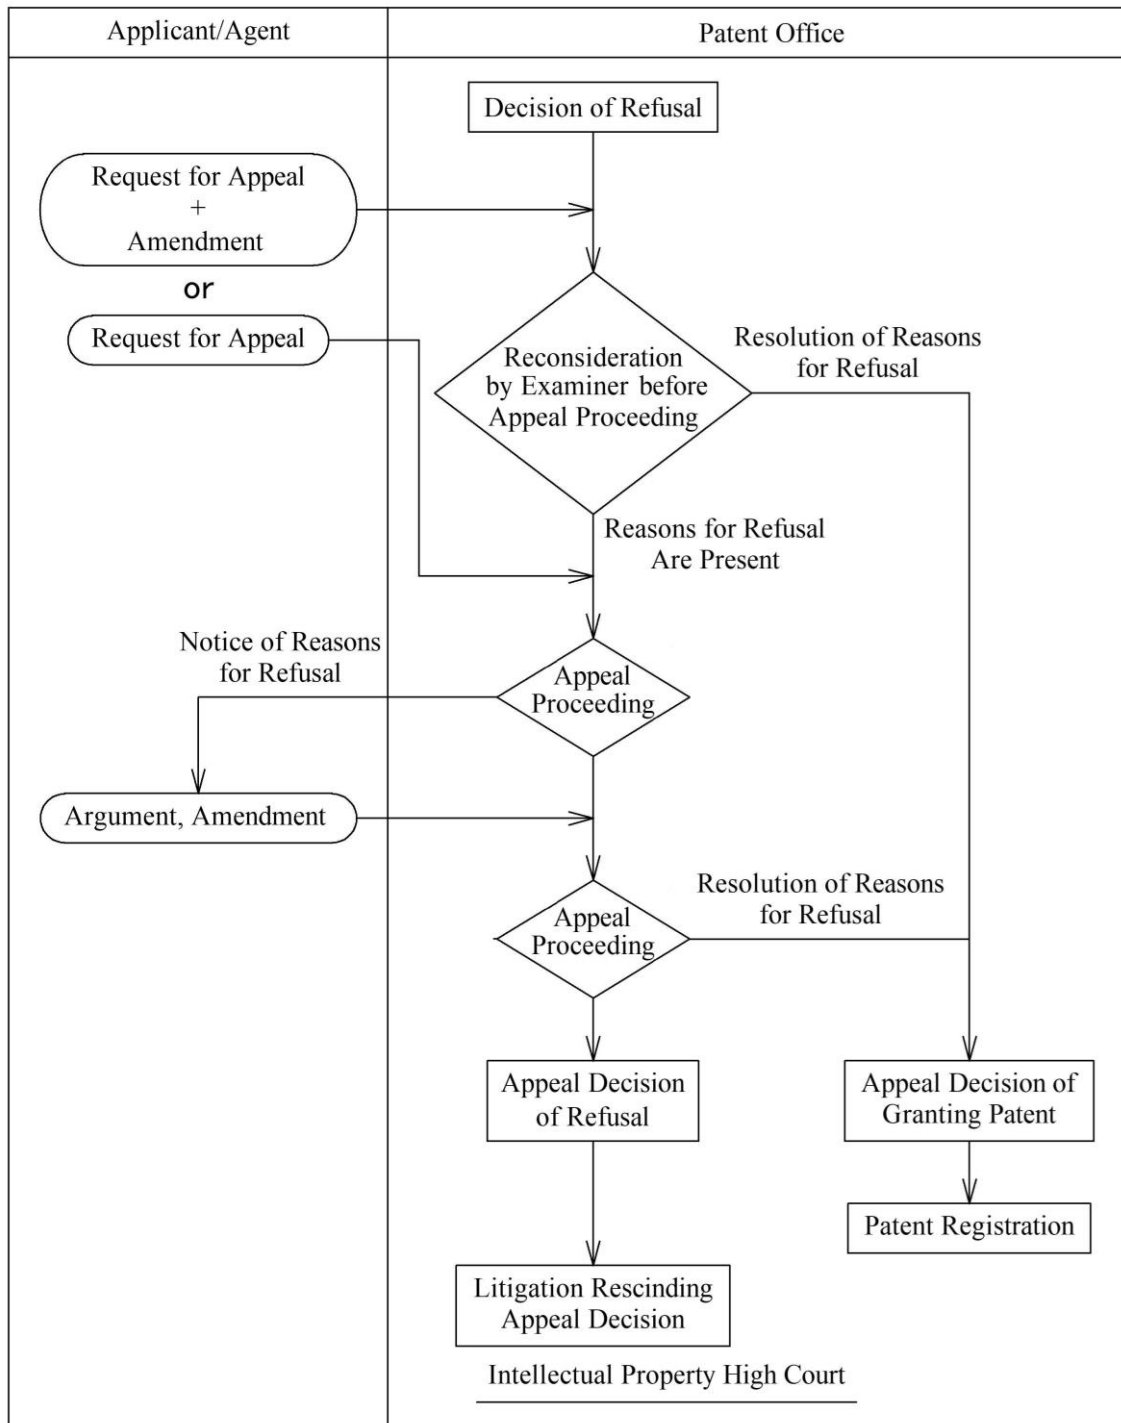 Applicant/Agent
Patent Office
Decision of Refusal
Request for Appeal
+
Amendment
or
Request for Appeal
Reconsideration
by Examiner before
Appeal Proceeding
Resolution of Reasons
for Refusal
Reasons for Refusal
Are Present
Notice of Reasons
for Refusal
Appeal
Proceeding
Argument, Amendment
Appeal
Proceeding
Resolution of Reasons
for Refusal
Appeal Decision
of Refusal
Appeal Decision of
Granting Patent
Patent Registration
Litigation Rescinding
Appeal Decision
Intellectual Property High Court